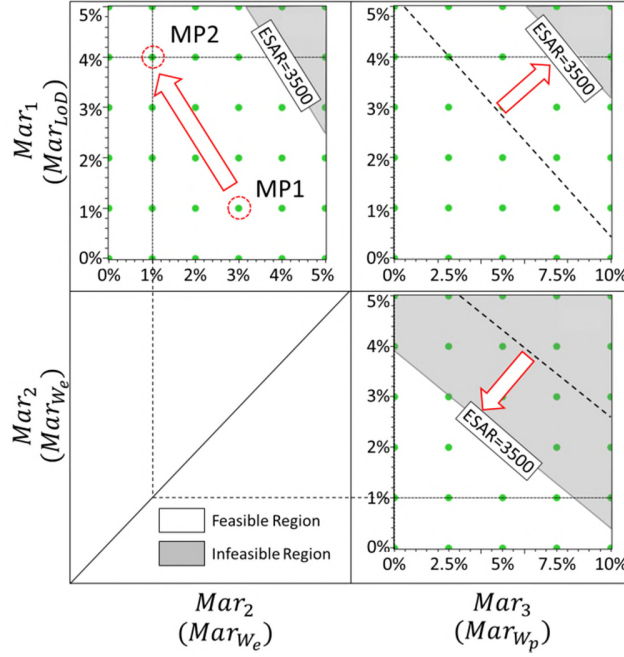 5%
4%
3%
2%
1%
0%
0%
1%
2%
3%
4%
5%
MP2
MP1
ESAR=3500
Mar1
(MarLoD)
5%
4%
3%
2%
1%
0%
0%
2.5%
5%
7.5%
10%
ESAR=3500
Mar2
(MarWe)
Feasible Region
Infeasible Region
5%
4%
3%
2%
1%
0%
0%
2.5%
5%
7.5%
10%
ESAR=3500
Mar2
(MarWe)
Mar3
(MarWp)